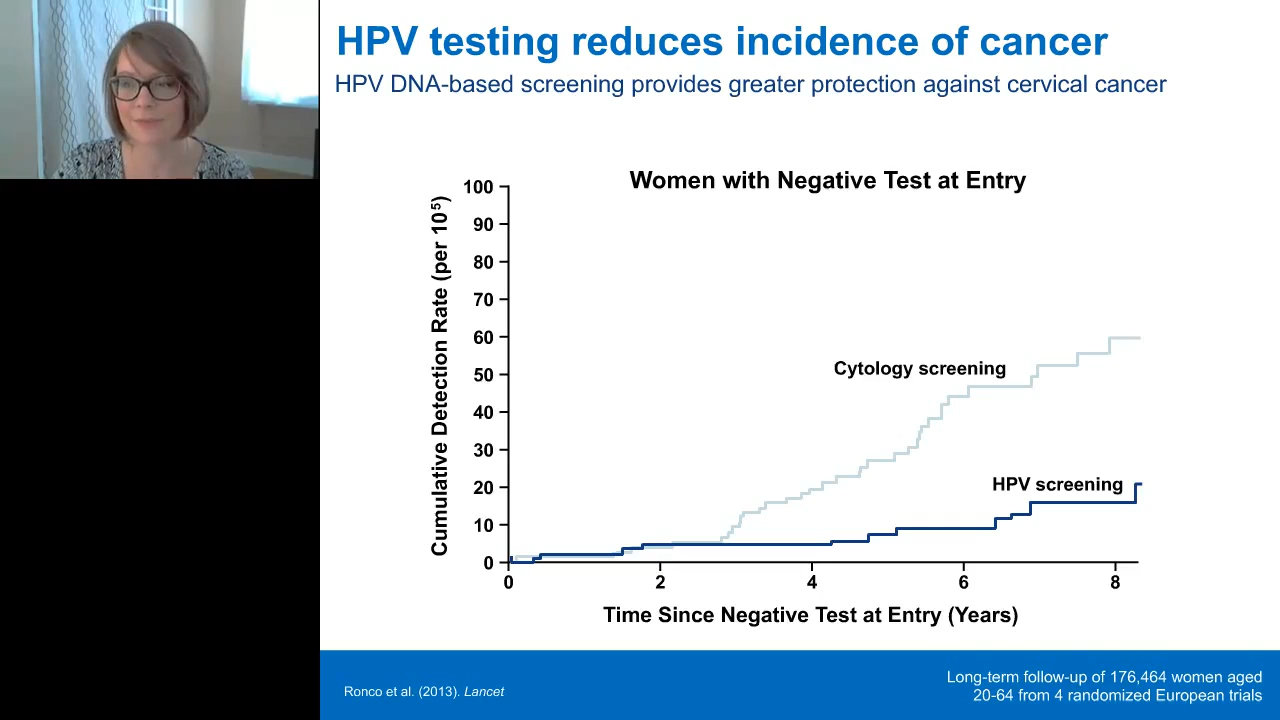 HPV testing reduces incidence of cancer
HPV DNA-based screening provides greater protection against cervical cancer
Women with Negative Test at Entry
Cumulative Detection Rate (per 10⁵)
100
90
80
70
60
50
40
30
20
10
0
Cytology screening
HPV screening
0 2 4 6 8
Time Since Negative Test at Entry (Years)
Ronco et al. (2013). Lancet
Long-term follow-up of 176,464 women aged
20-64 from 4 randomized European trials